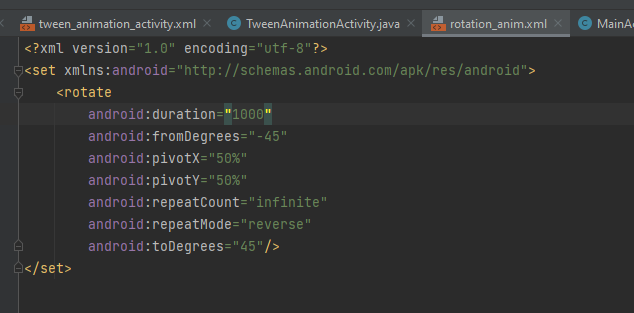 tween_animation_activity.xml TweenAnimationActivity.java rotation_anim.xml MainAc
<?xml version="1.0" encoding="utf-8"?>
<set xmlns:android="http://schemas.android.com/apk/res/android">
<rotate
android:duration="1000"
android:fromDegrees="-45"
android:pivotX="50%"
android:pivotY="50%"
android:repeatCount="infinite"
android:repeatMode="reverse"
android:toDegrees="45"/>
</set>